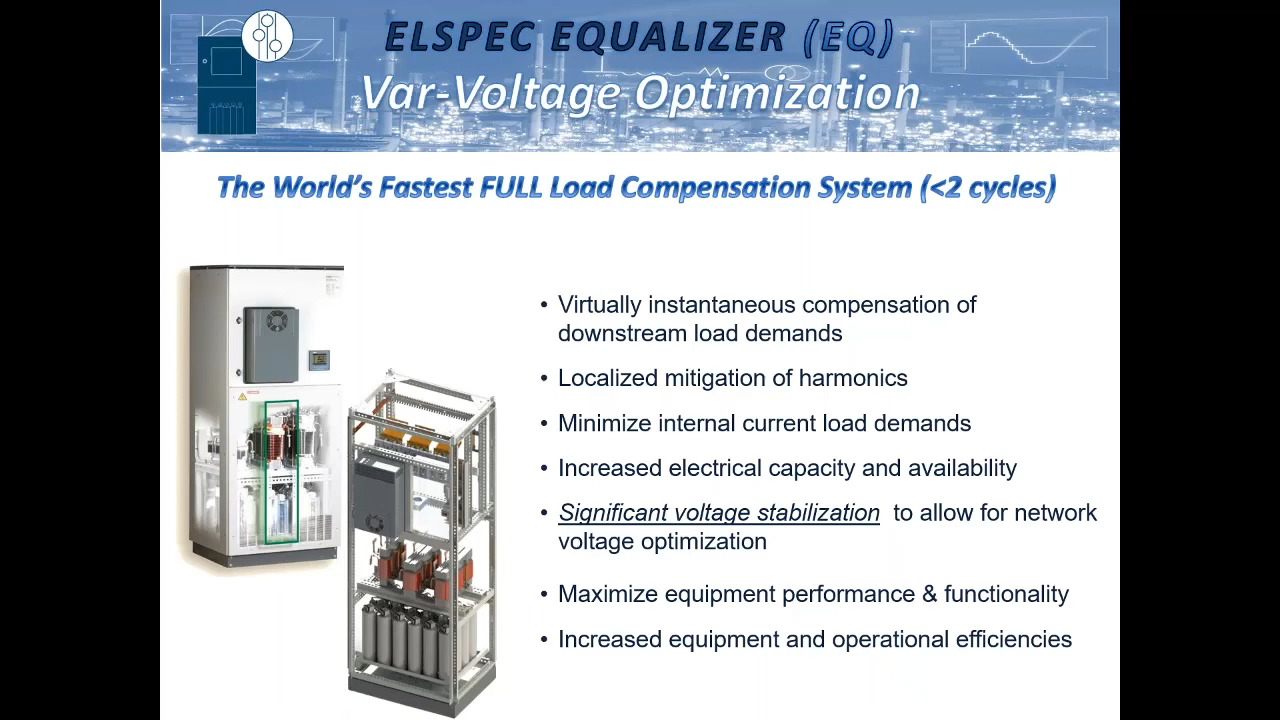 ELSPEC EQUALIZER (EQ)
Var-Voltage Optimization
The World's Fastest FULL Load Compensation System (<2 cycles)
• Virtually instantaneous compensation of
downstream load demands
• Localized mitigation of harmonics
• Minimize internal current load demands
• Increased electrical capacity and availability
• Significant voltage stabilization to allow for network
voltage optimization
• Maximize equipment performance & functionality
• Increased equipment and operational efficiencies